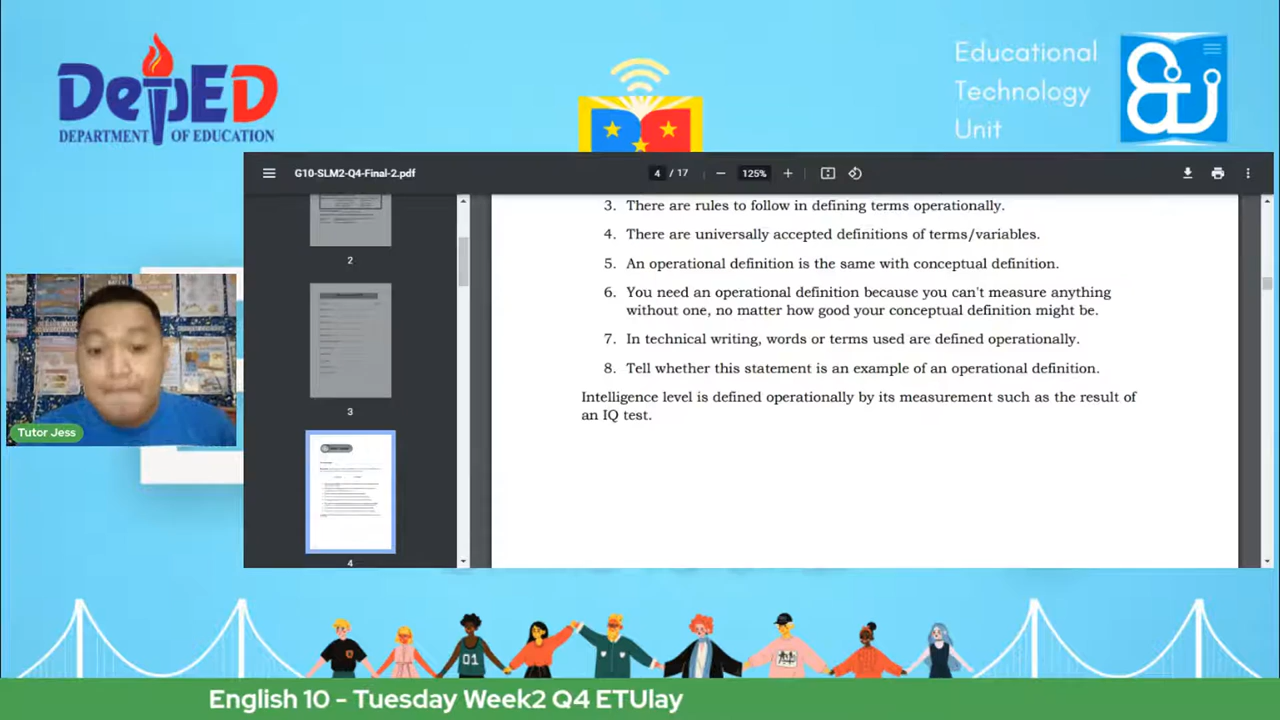 DepED
DEPARTMENT OF EDUCATION
Educational
Technology
Unit
G10-SLM2-Q4-Final-2.pdf
4 / 17
125%
2
3
4
3. There are rules to follow in defining terms operationally.
4. There are universally accepted definitions of terms/variables.
5. An operational definition is the same with conceptual definition.
6. You need an operational definition because you can't measure anything
without one, no matter how good your conceptual definition might be.
7. In technical writing, words or terms used are defined operationally.
8. Tell whether this statement is an example of an operational definition.
Intelligence level is defined operationally by its measurement such as the result of
an IQ test.
Tutor Jess
01
English 10 - Tuesday Week2 Q4 ETUlay